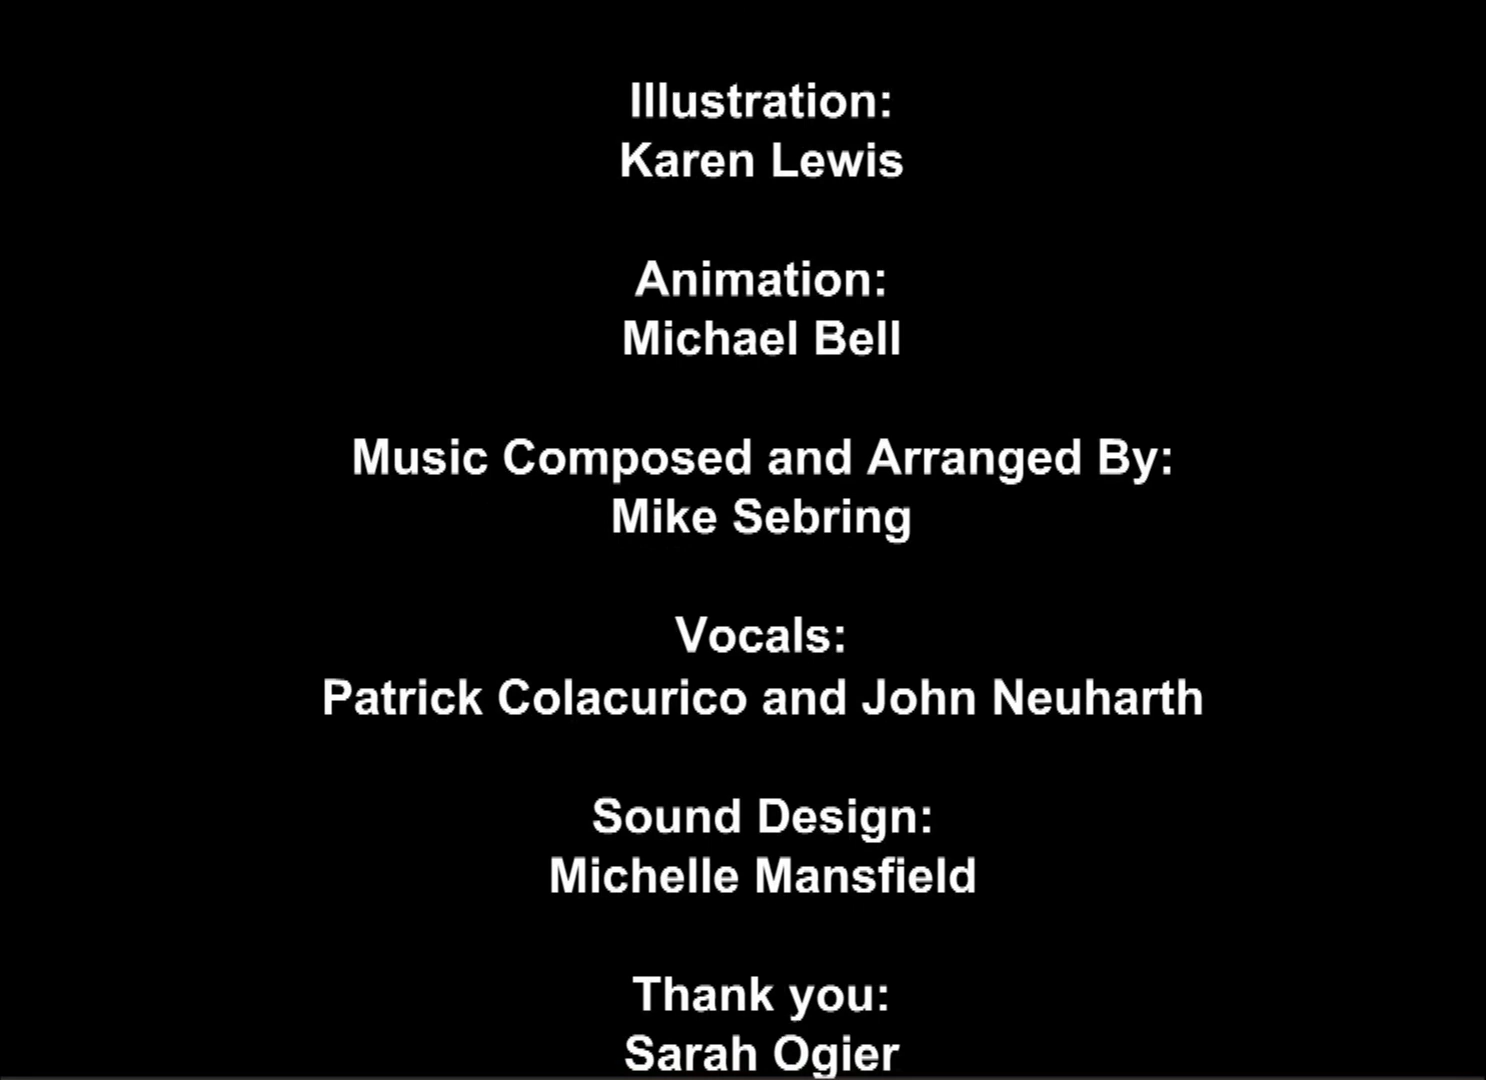 Illustration:
Karen Lewis
Animation:
Michael Bell
Music Composed and Arranged By:
Mike Sebring
Vocals:
Patrick Colacurico and John Neuharth
Sound Design:
Michelle Mansfield
Thank you:
Sarah Ogier